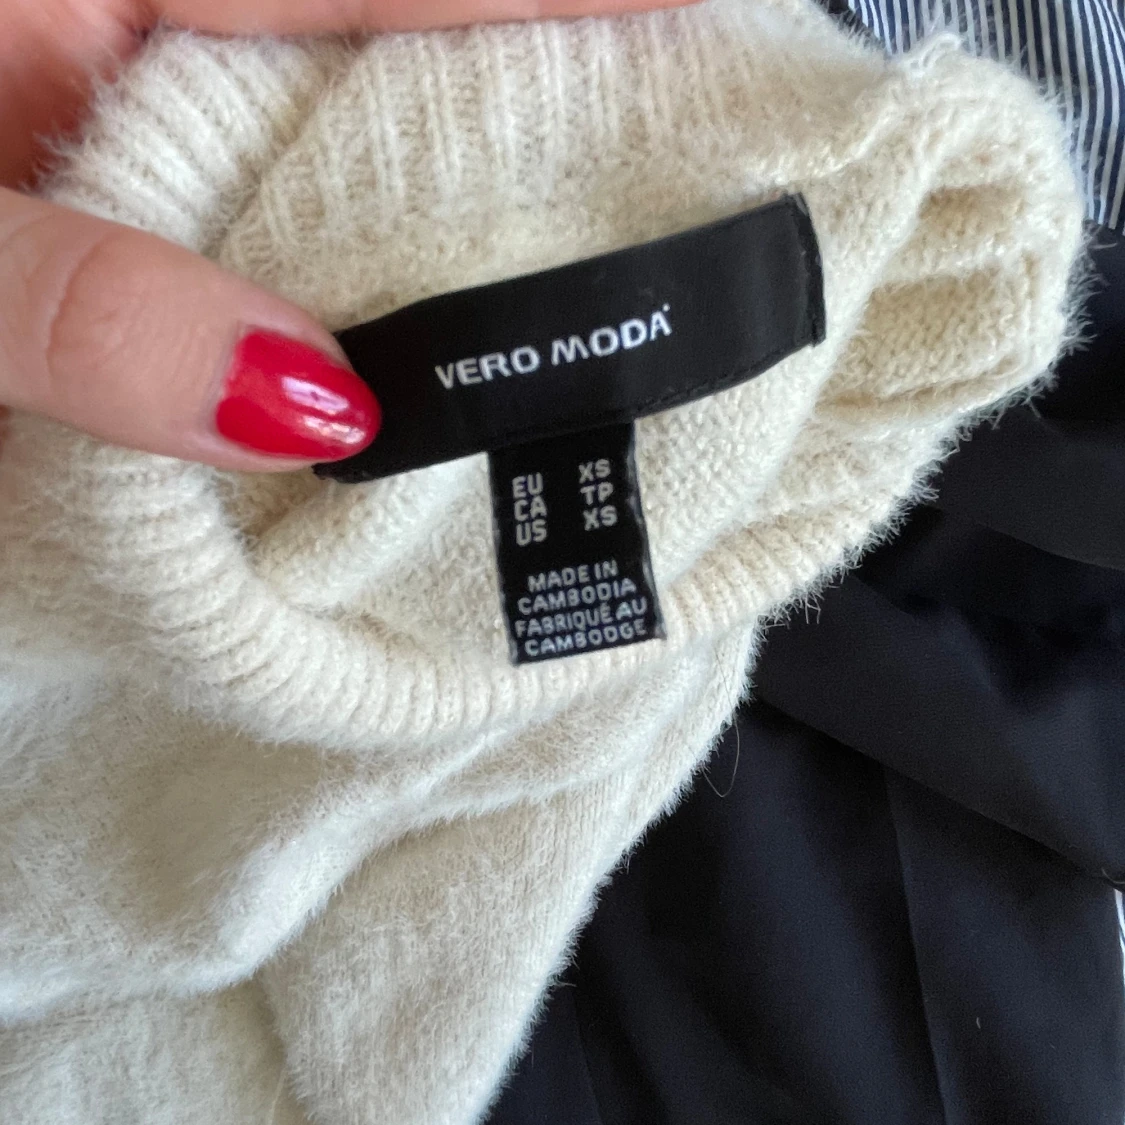 VERO MODA
EU XS
CA TP
US XS
MADE IN
CAMBODIA
FABRIQUÉ AU
CAMBODGE